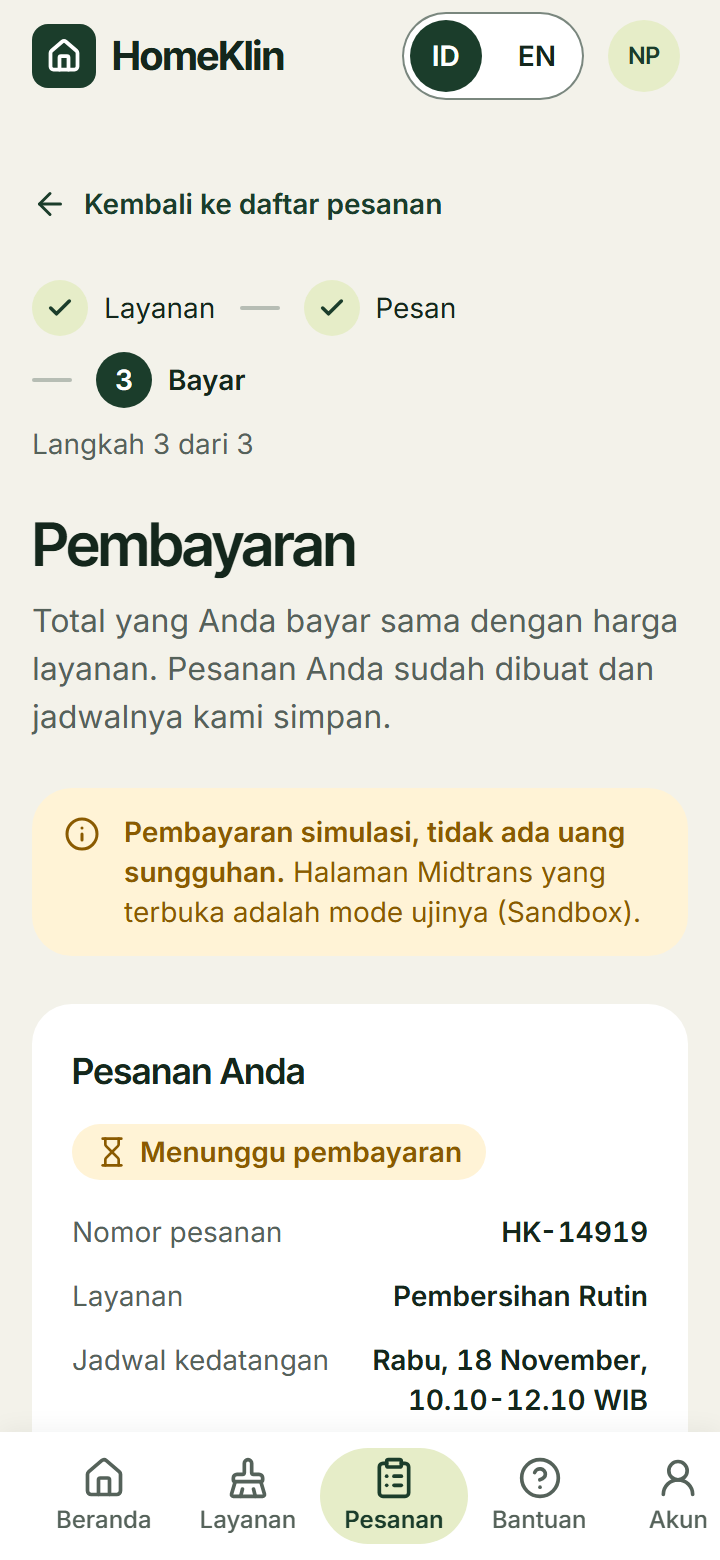 HomeKlin
ID EN
NP
Kembali ke daftar pesanan
Layanan
Pesan
3 Bayar
Langkah 3 dari 3
Pembayaran
Total yang Anda bayar sama dengan harga
layanan. Pesanan Anda sudah dibuat dan
jadwalnya kami simpan.
Pembayaran simulasi, tidak ada uang
sungguhan. Halaman Midtrans yang
terbuka adalah mode ujinya (Sandbox).
Pesanan Anda
Menunggu pembayaran
Nomor pesanan HK-14919
Layanan Pembersihan Rutin
Jadwal kedatangan Rabu, 18 November,
10.10-12.10 WIB
Beranda Layanan Pesanan Bantuan Akun